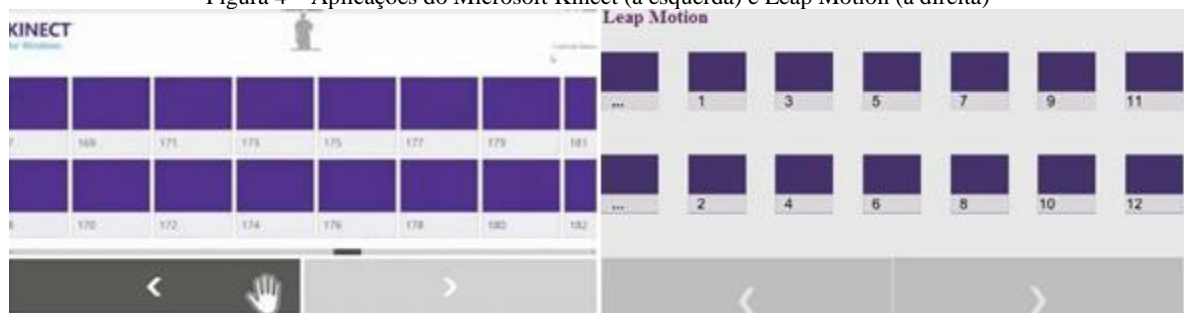 Figura 4 – Aplicações do Microsoft Kinect (à esquerda) e Leap Motion (à direita)
KINECT
for Windows
169 171 173 175 177 179 181
170 172 174 176 178 180 182
Leap Motion
... 1 3 5 7 9 11
... 2 4 6 8 10 12